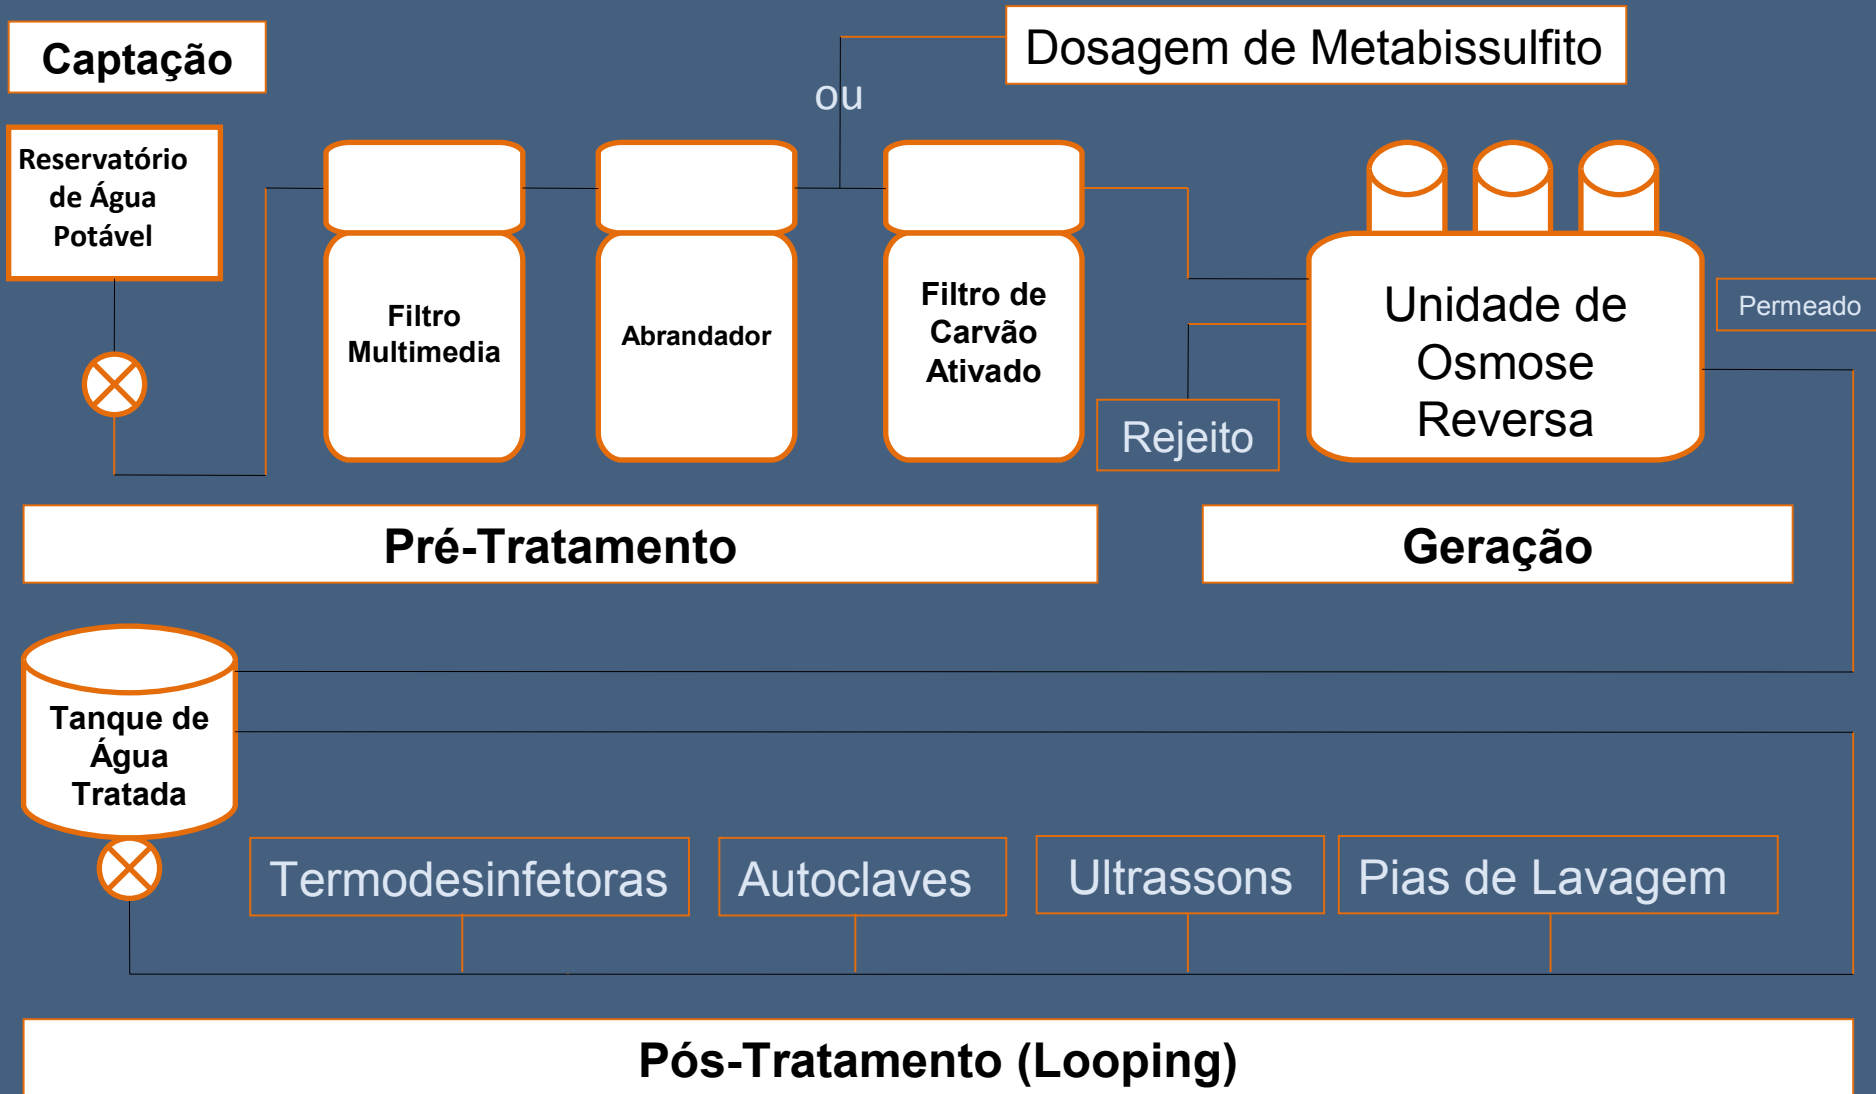 Captação
Dosagem de Metabissulfito
ou
Reservatório
de Água
Potável
Filtro
Multimedia
Abrandador
Filtro de
Carvão
Ativado
Unidade de
Osmose
Reversa
Permeado
Rejeito
Pré-Tratamento
Geração
Tanque de
Água
Tratada
Termodesinfetoras
Autoclaves
Ultrassons
Pias de Lavagem
Pós-Tratamento (Looping)